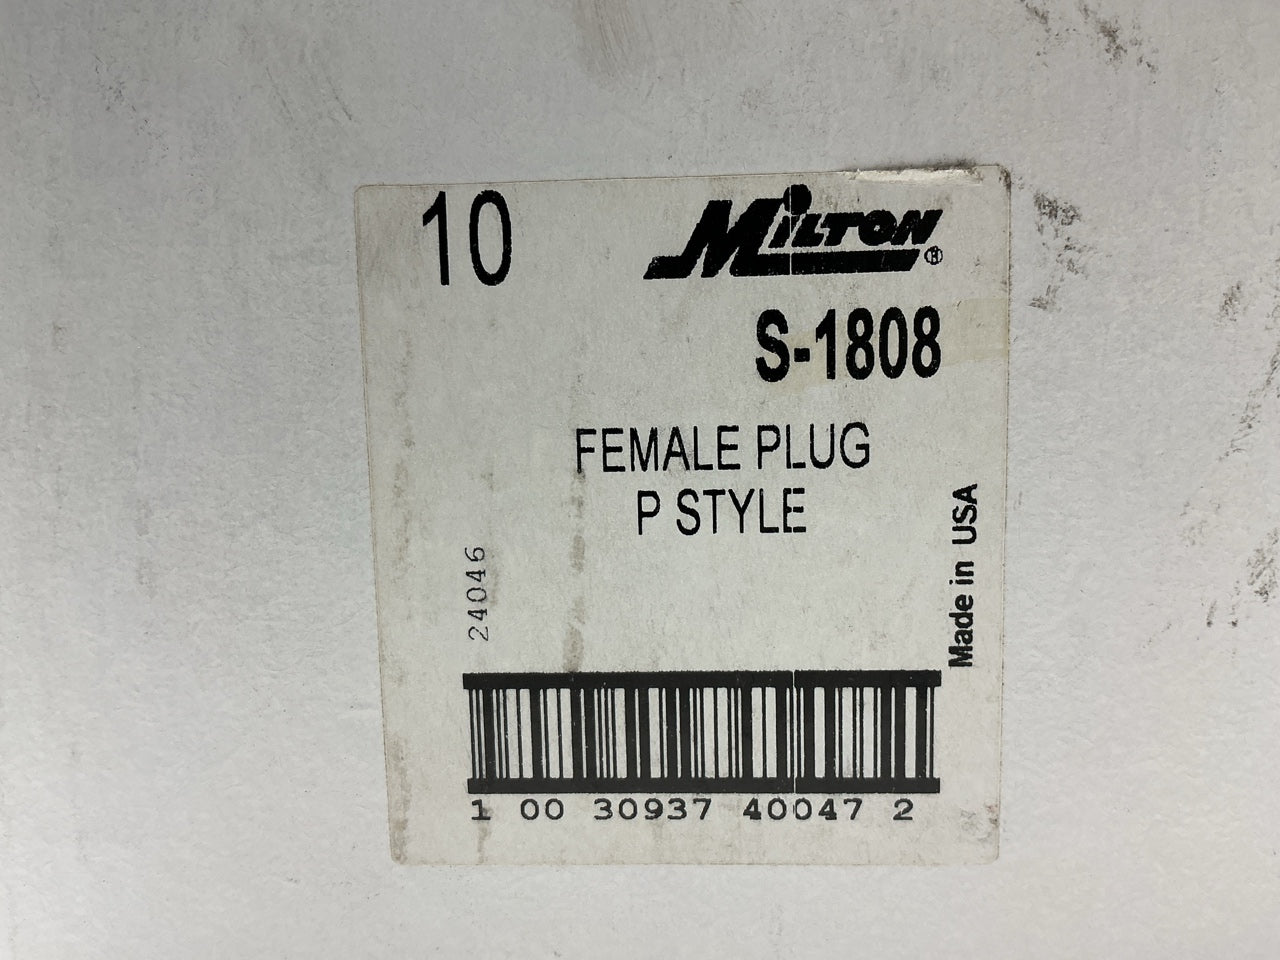 10
MILTON®
S-1808
FEMALE PLUG
P STYLE
24046
Made in USA
1 00 30937 40047 2